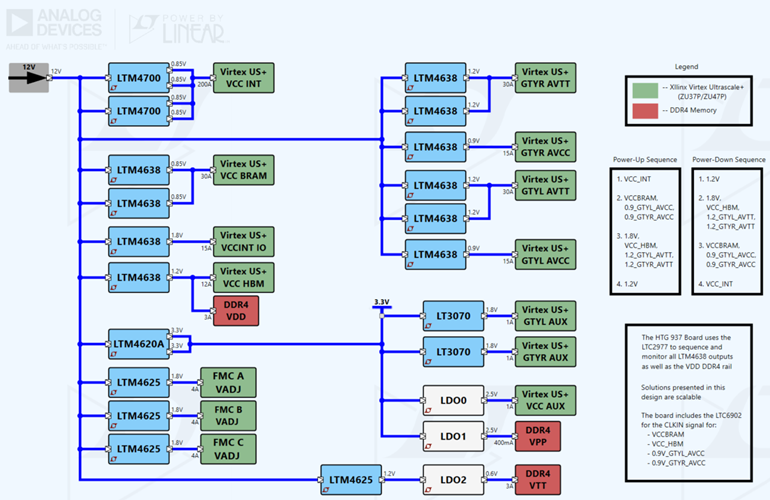 ANALOG
DEVICES
AHEAD OF WHAT'S POSSIBLE™
POWER BY
LINEAR™
12V
12V
LTM4700
0.85V
0.85V
200A
Virtex US+
VCC INT
LTM4700
0.85V
0.85V
LTM4638
0.85V
30A
Virtex US+
VCC BRAM
LTM4638
0.85V
LTM4638
1.8V
15A
Virtex US+
VCCINT IO
LTM4638
1.2V
12A
Virtex US+
VCC HBM
3A
DDR4
VDD
LTM4620A
3.3V
3.3V
LTM4625
1.8V
4A
FMC A
VADJ
LTM4625
1.8V
4A
FMC B
VADJ
LTM4625
1.8V
4A
FMC C
VADJ
LTM4638
1.2V
30A
Virtex US+
GTYR AVTT
LTM4638
1.2V
LTM4638
0.9V
15A
Virtex US+
GTYR AVCC
LTM4638
1.2V
30A
Virtex US+
GTYL AVTT
LTM4638
1.2V
LTM4638
0.9V
15A
Virtex US+
GTYL AVCC
3.3V
LT3070
1.8V
1A
Virtex US+
GTYL AUX
LT3070
1.8V
1A
Virtex US+
GTYR AUX
LDO0
2.5V
1A
Virtex US+
VCC AUX
LDO1
2.5V
400mA
DDR4
VPP
LTM4625
1.2V
LDO2
0.6V
3A
DDR4
VTT
Legend
-- XIlinx Virtex Ultrascale+
(ZU37P/ZU47P)
-- DDR4 Memory
Power-Up Sequence
1. VCC_INT
2. VCCBRAM,
0.9_GTYL_AVCC,
0.9_GTYR_AVCC
3. 1.8V,
VCC_HBM,
1.2_GTYL_AVTT,
1.2_GTYR_AVTT
4. 1.2V
Power-Down Sequence
1. 1.2V
2. 1.8V,
VCC_HBM,
1.2_GTYL_AVTT,
1.2_GTYR_AVTT
3. VCCBRAM,
0.9_GTYL_AVCC,
0.9_GTYR_AVCC
4. VCC_INT
The HTG 937 Board uses the
LTC2977 to sequence and
monitor all LTM4638 outputs
as well as the VDD DDR4 rail
Solutions presented in this
design are scalable
The board includes the LTC6902
for the CLKIN signal for:
- VCCBRAM
- VCC_HBM
- 0.9V_GTYL_AVCC
- 0.9V_GTYR_AVCC